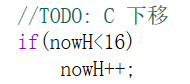 //TODO: C 下移
if(nowH<16)
    nowH++;